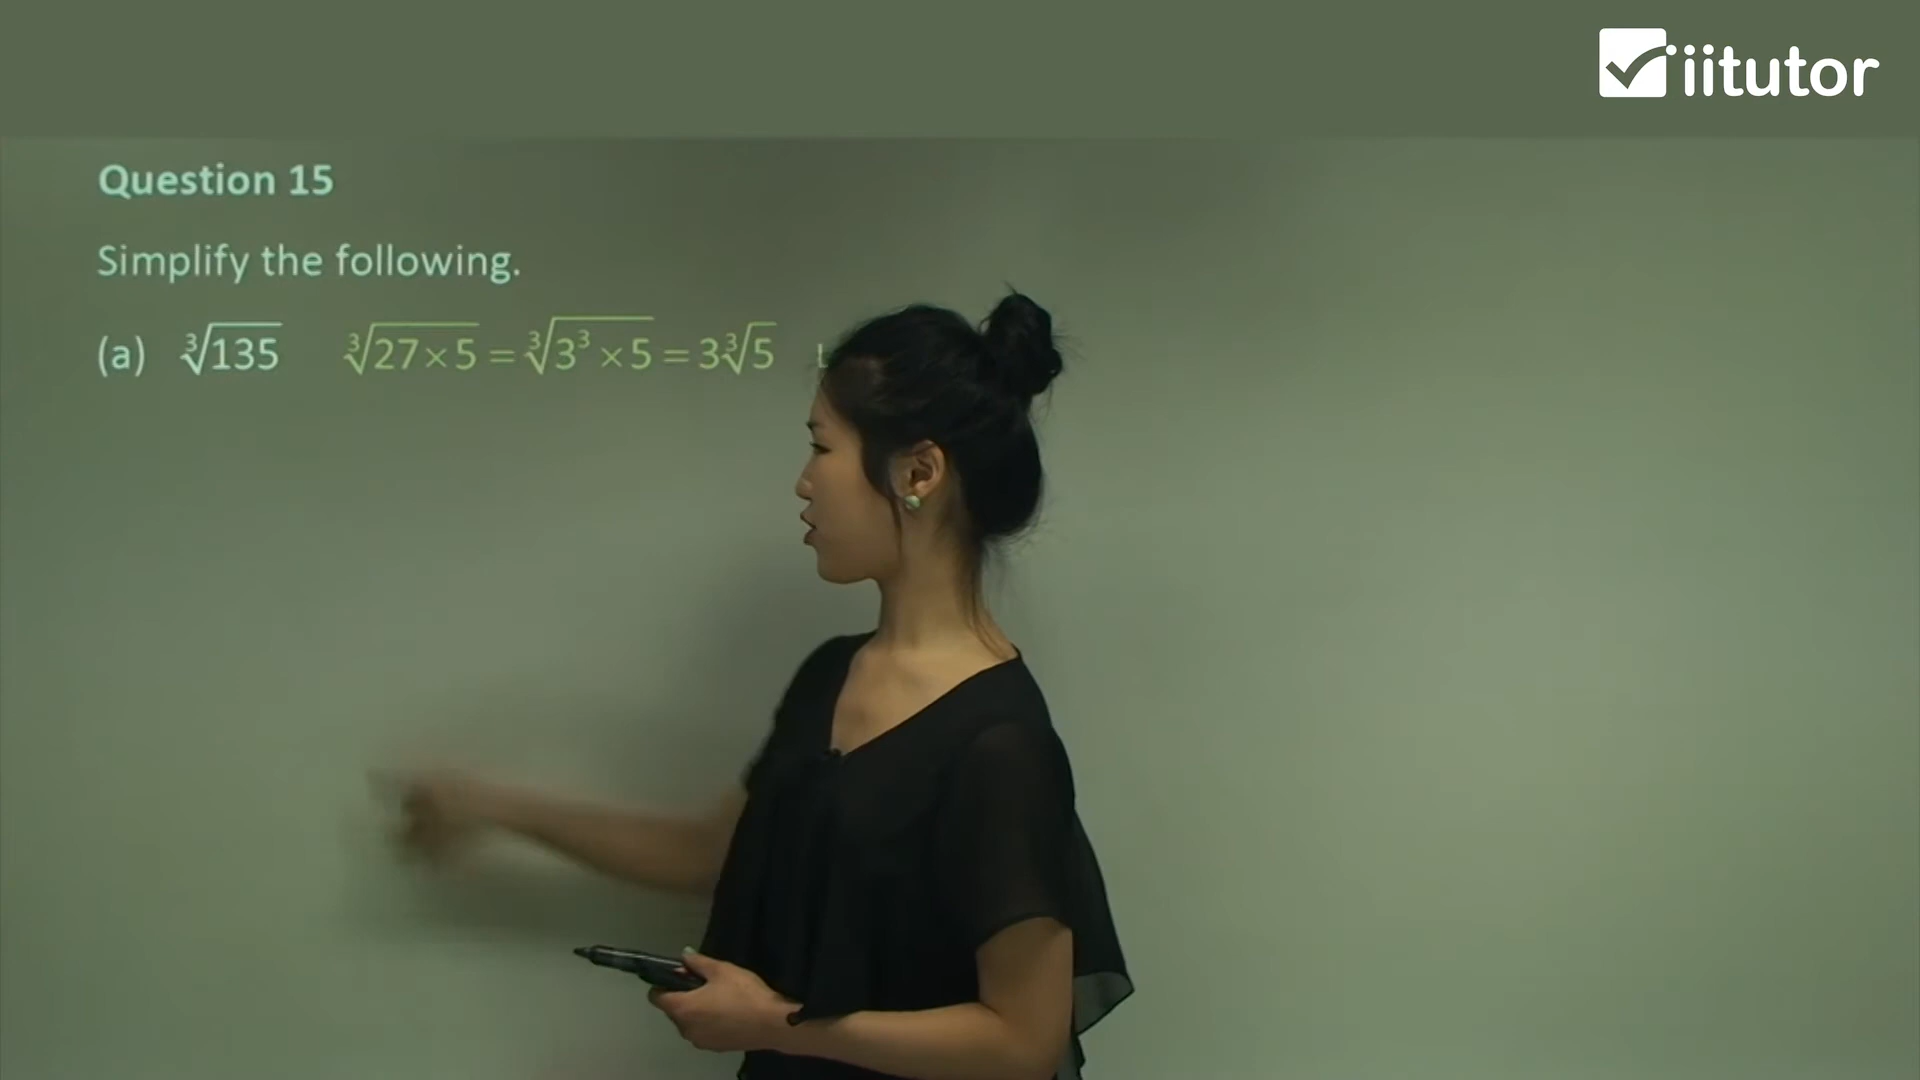 iitutor
Question 15
Simplify the following.
(a) ∛135 ∛27×5 = ∛3³×5 = 3∛5